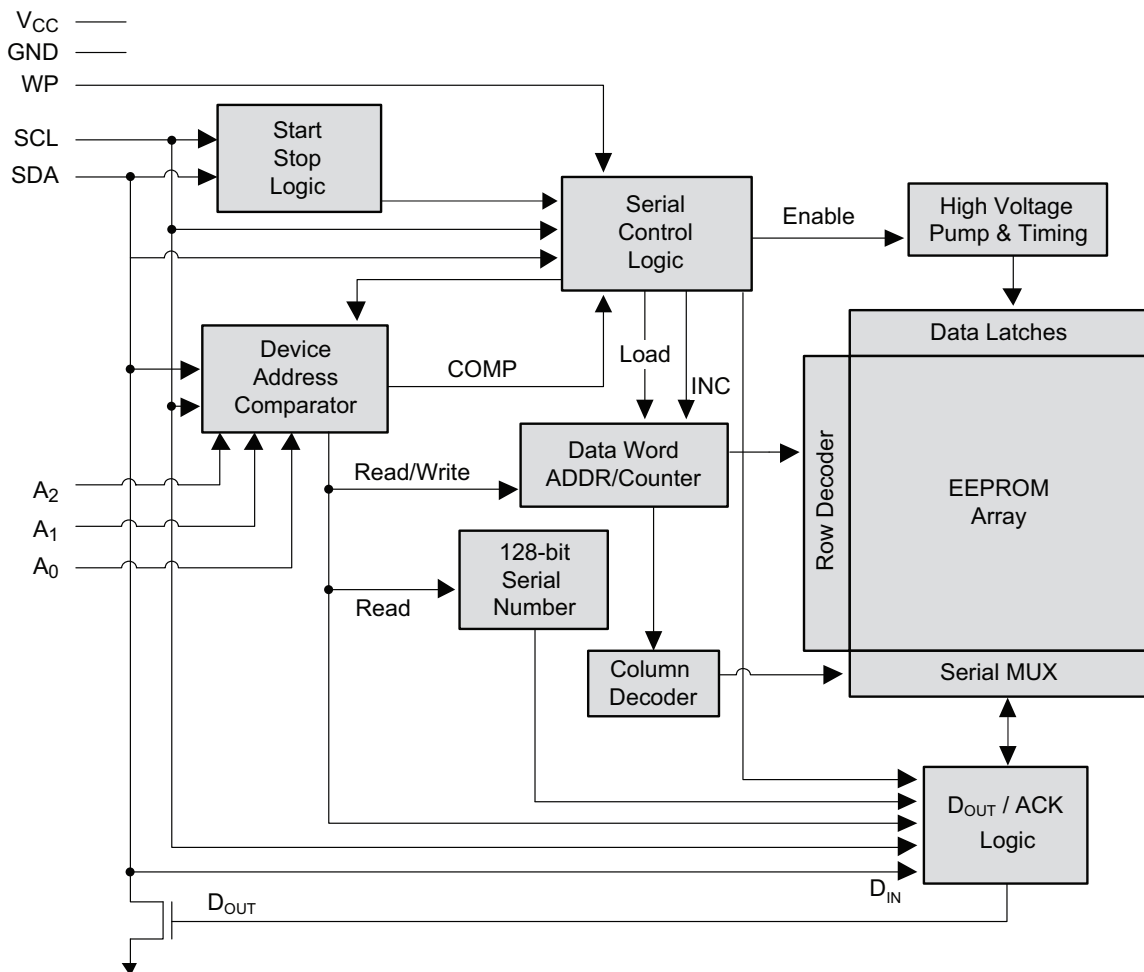 VCC
GND
WP
SCL
SDA
Start
Stop
Logic
Serial
Control
Logic
Enable
High Voltage
Pump & Timing
Data Latches
Device
Address
Comparator
COMP
Load
INC
Data Word
ADDR/Counter
Row Decoder
EEPROM
Array
Read/Write
A2
A1
A0
128-bit
Serial
Number
Read
Column
Decoder
Serial MUX
DOUT / ACK
Logic
DIN
DOUT